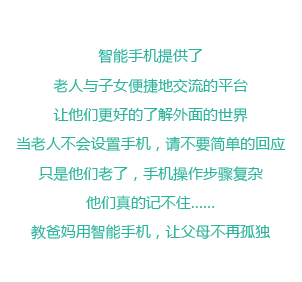 智能手机提供了
老人与子女便捷地交流的平台
让他们更好的了解外面的世界
当老人不会设置手机，请不要简单的回应
只是他们老了，手机操作步骤复杂
他们真的记不住......
教爸妈用智能手机，让父母不再孤独